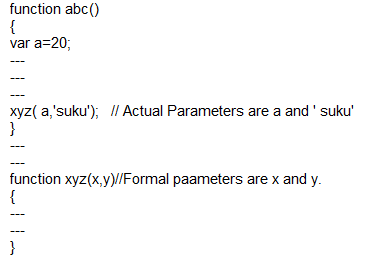 function abc()
{
var a=20;
---
---
---
xyz( a,'suku');   // Actual Parameters are a and ' suku'
}
---
---
function xyz(x,y)//Formal paameters are x and y.
{
---
---
}